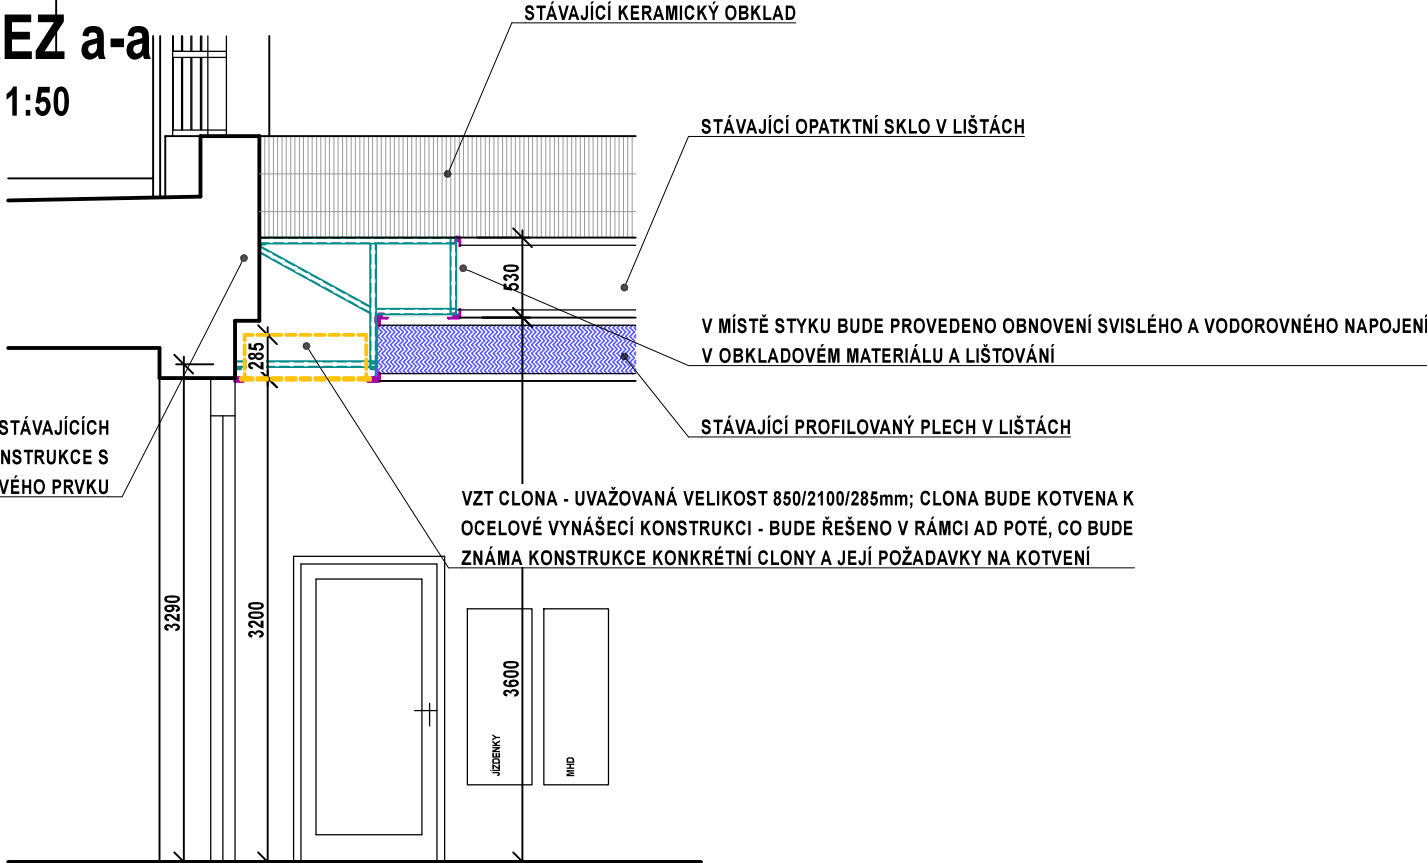 EZ a-a
1:50
STÁVAJÍCÍ KERAMICKÝ OBKLAD
STÁVAJÍCÍ OPATKTNÍ SKLO V LIŠTÁCH
530
V MÍSTĚ STYKU BUDE PROVEDENO OBNOVENÍ SVISLÉHO A VODOROVNÉHO NAPOJENÍ
V OBKLADOVÉM MATERIÁLU A LIŠTOVÁNÍ
285
STÁVAJÍCÍ PROFILOVANÝ PLECH V LIŠTÁCH
STÁVAJÍCÍCH
NSTRUKCE S
VÉHO PRVKU
VZT CLONA - UVAŽOVANÁ VELIKOST 850/2100/285mm; CLONA BUDE KOTVENA K
OCELOVÉ VYNÁŠECÍ KONSTRUKCI - BUDE ŘEŠENO V RÁMCI AD POTÉ, CO BUDE
ZNÁMA KONSTRUKCE KONKRÉTNÍ CLONY A JEJÍ POŽADAVKY NA KOTVENÍ
3290
3200
3600
JÍZDENKY
MHD